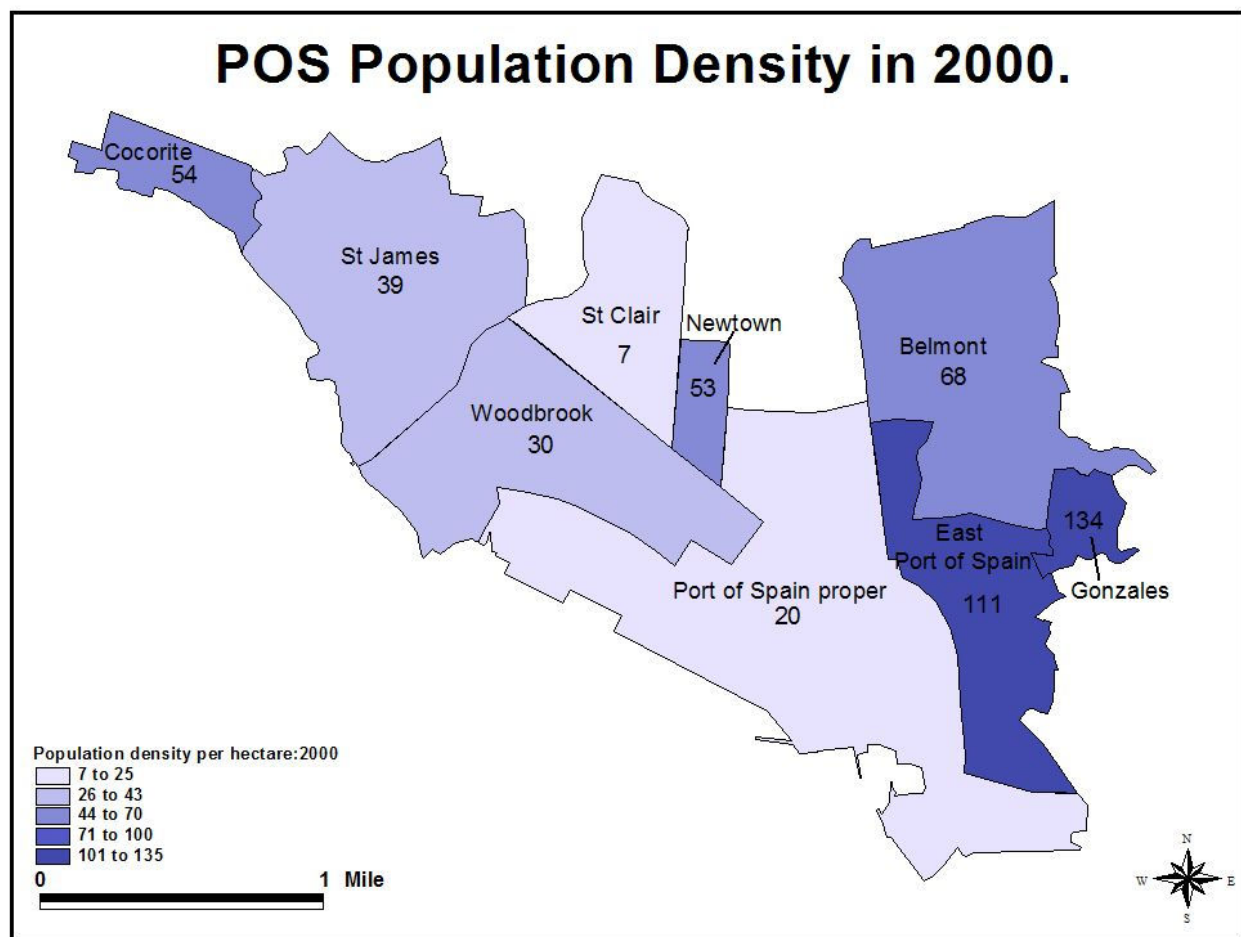 POS Population Density in 2000.
Cocorite
54
St James
39
St Clair
7
Newtown
53
Belmont
68
Woodbrook
30
134
East
Port of Spain
111
Gonzales
Port of Spain proper
20
Population density per hectare:2000
7 to 25
26 to 43
44 to 70
71 to 100
101 to 135
0 1 Mile
N
W E
S